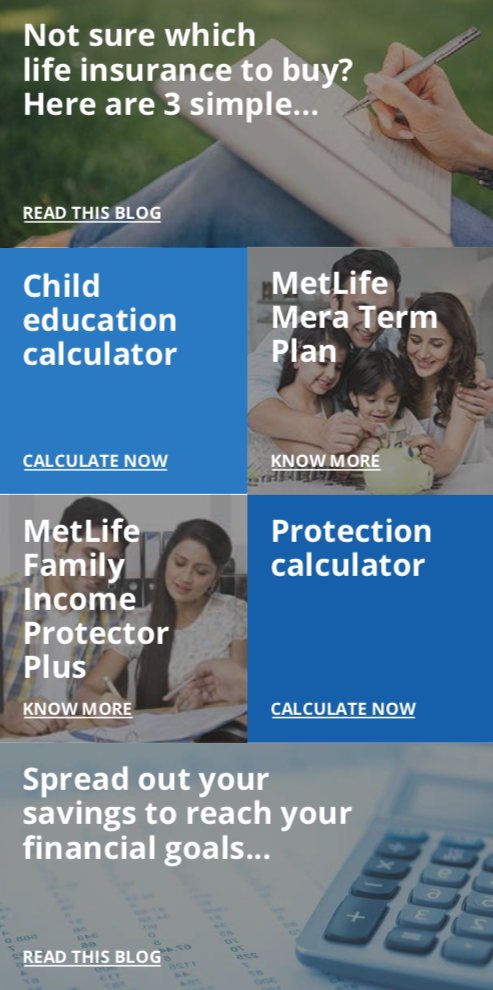 Not sure which
life insurance to buy?
Here are 3 simple...
READ THIS BLOG
Child
education
calculator
CALCULATE NOW
MetLife
Mera Term
Plan
KNOW MORE
MetLife
Family
Income
Protector
Plus
KNOW MORE
Protection
calculator
CALCULATE NOW
Spread out your
savings to reach your
financial goals...
READ THIS BLOG